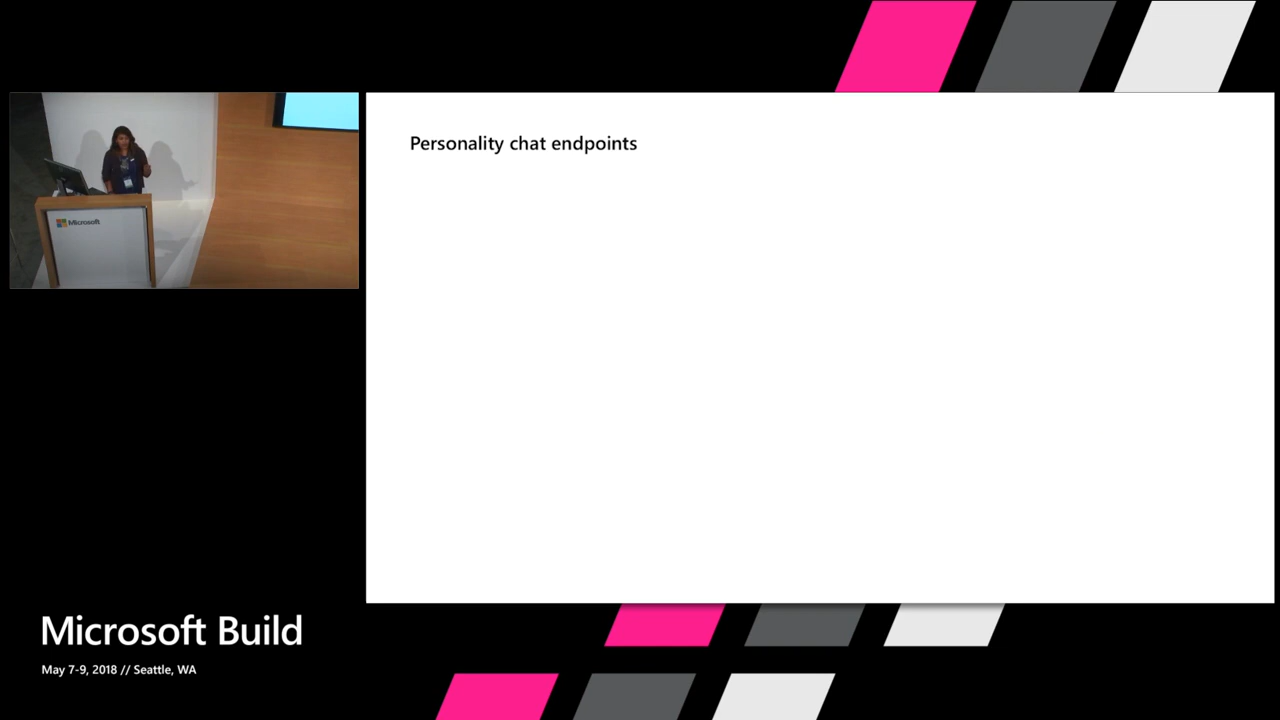 Personality chat endpoints
Microsoft
Microsoft Build
May 7-9, 2018 // Seattle, WA